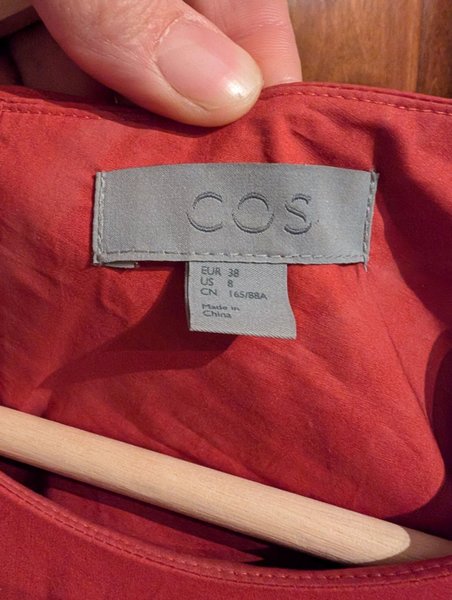 COS
EUR 38
US 8
CN 165/88A
Made in
China